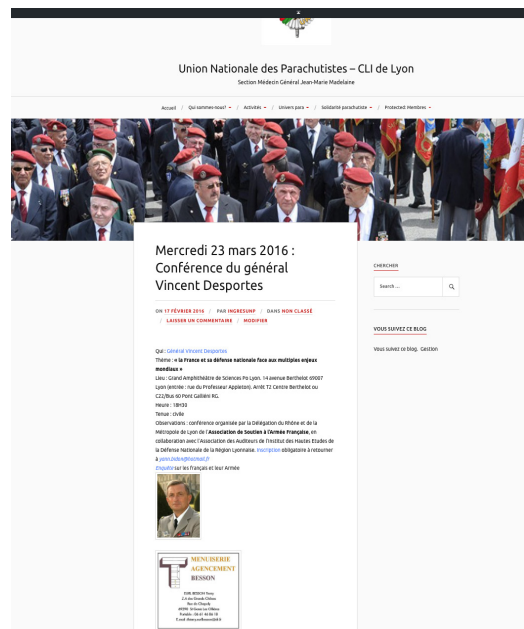 Union Nationale des Parachutistes – CLI de Lyon
Section Médecin Général Jean-Marie Madelaine
Accueil / Qui sommes-nous? / Activités / Univers para / Solidarité parachutiste / Protected: Membres
Mercredi 23 mars 2016 :
Conférence du général
Vincent Desportes
ON 17 FÉVRIER 2016 / PAR INGRESUNP / DANS NON CLASSÉ
/ LAISSER UN COMMENTAIRE / MODIFIER
Qui : Général Vincent Desportes
Thème : « la France et sa défense nationale face aux multiples enjeux
mondiaux »
Lieu : Grand Amphithéâtre de Sciences Po Lyon. 14 avenue Berthelot 69007
Lyon (entrée : rue du Professeur Appleton). Arrêt T2 Centre Berthelot ou
C22/Bus 60 Pont Galliéni RG.
Heure : 18H30
Tenue : civile
Observations : conférence organisée par la Délégation du Rhône et de la
Métropole de Lyon de l'Association de Soutien à l'Armée Française, en
collaboration avec l'Association des Auditeurs de l'Institut des Hautes Etudes de
la Défense Nationale de la Région Lyonnaise. Inscription obligatoire à retourner
à
Enquête sur les français et leur Armée
MENUISERIE
AGENCEMENT
BESSON
CHERCHER
Search …
VOUS SUIVEZ CE BLOG
Vous suivez ce blog. Gestion